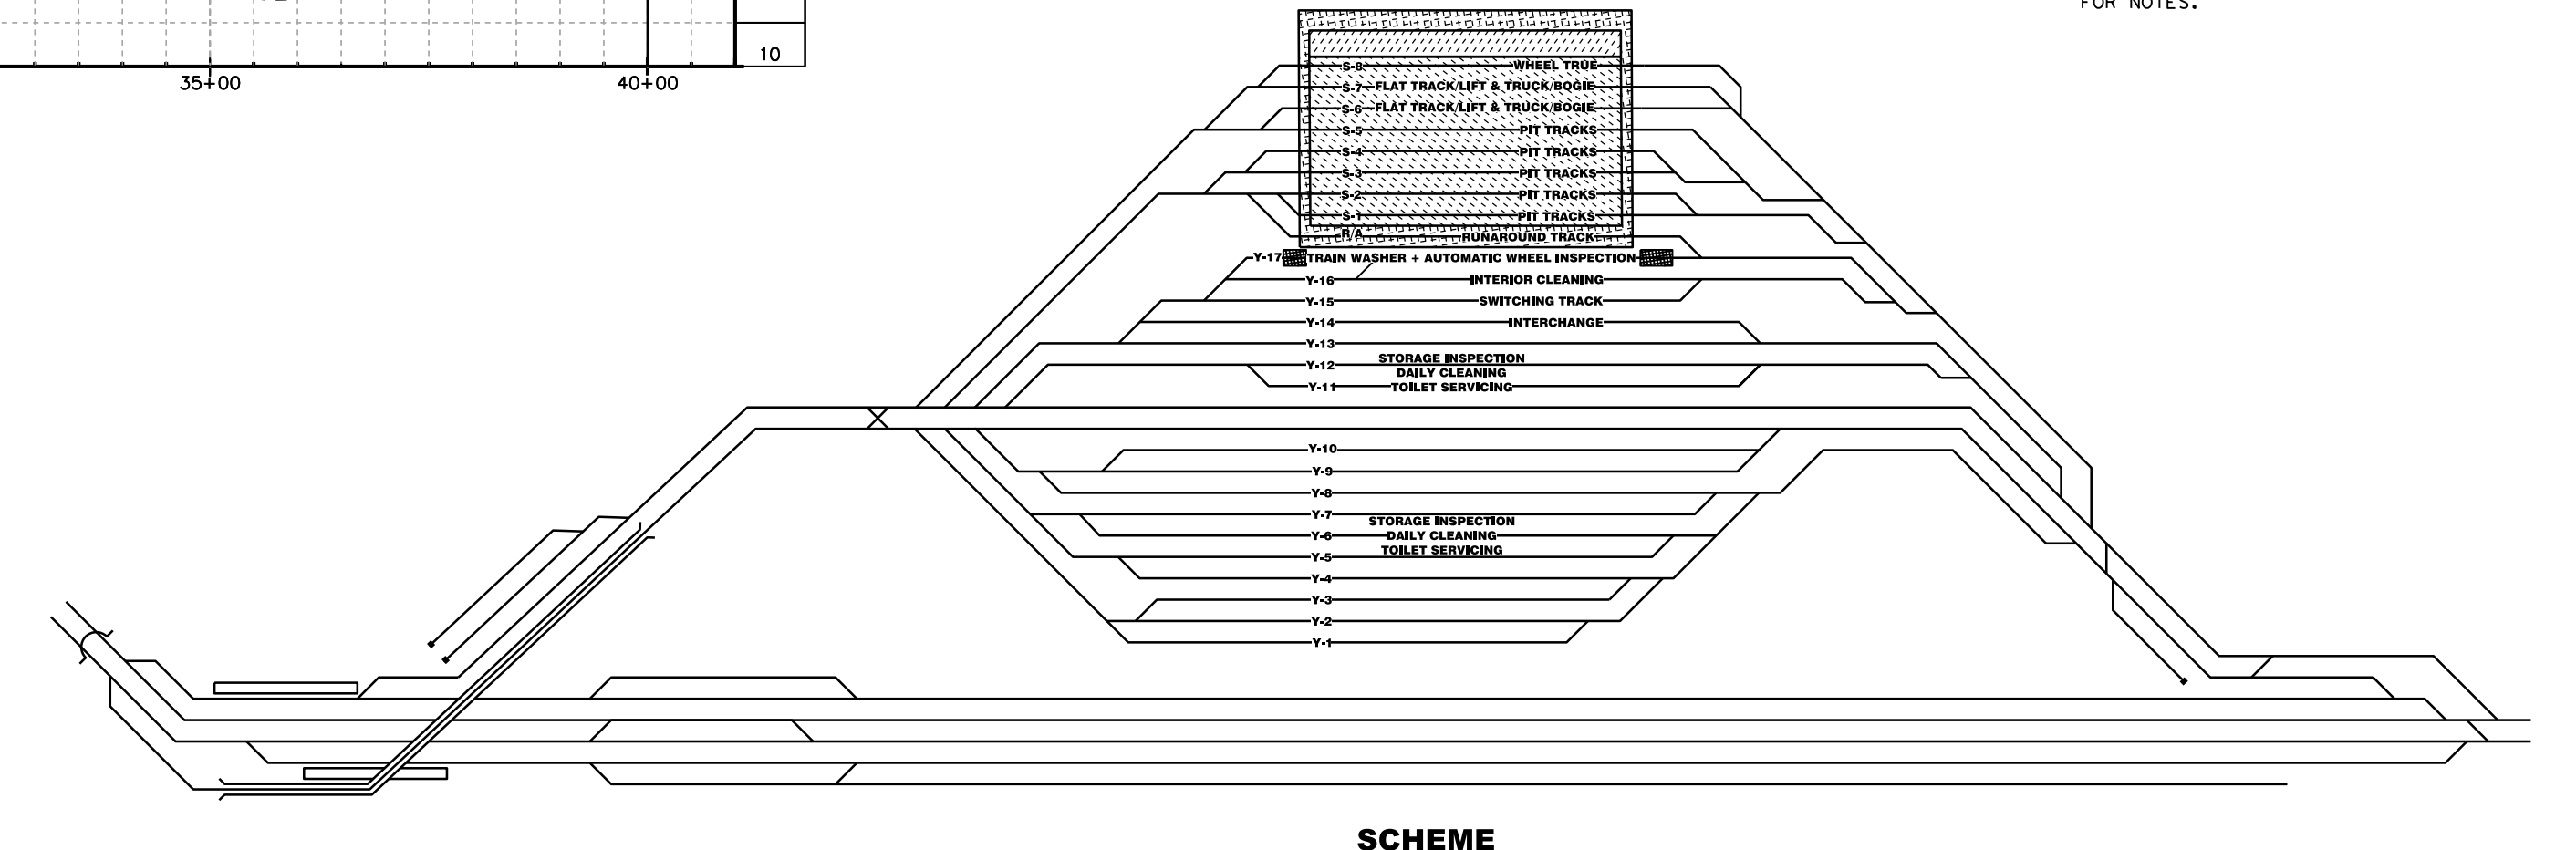 FOR NOTES.
10
35+00 40+00
S-8 WHEEL TRUE
S-7 FLAT TRACK/LIFT & TRUCK/BOGIE
S-6 FLAT TRACK/LIFT & TRUCK/BOGIE
S-5 PIT TRACKS
S-4 PIT TRACKS
S-3 PIT TRACKS
S-2 PIT TRACKS
S-1 PIT TRACKS
R/A RUNAROUND TRACK
Y-17 TRAIN WASHER + AUTOMATIC WHEEL INSPECTION
Y-16 INTERIOR CLEANING
Y-15 SWITCHING TRACK
Y-14 INTERCHANGE
Y-13
STORAGE INSPECTION
Y-12
DAILY CLEANING
Y-11 TOILET SERVICING
Y-10
Y-9
Y-8
Y-7
STORAGE INSPECTION
Y-6 DAILY CLEANING
TOILET SERVICING
Y-5
Y-4
Y-3
Y-2
Y-1
SCHEME